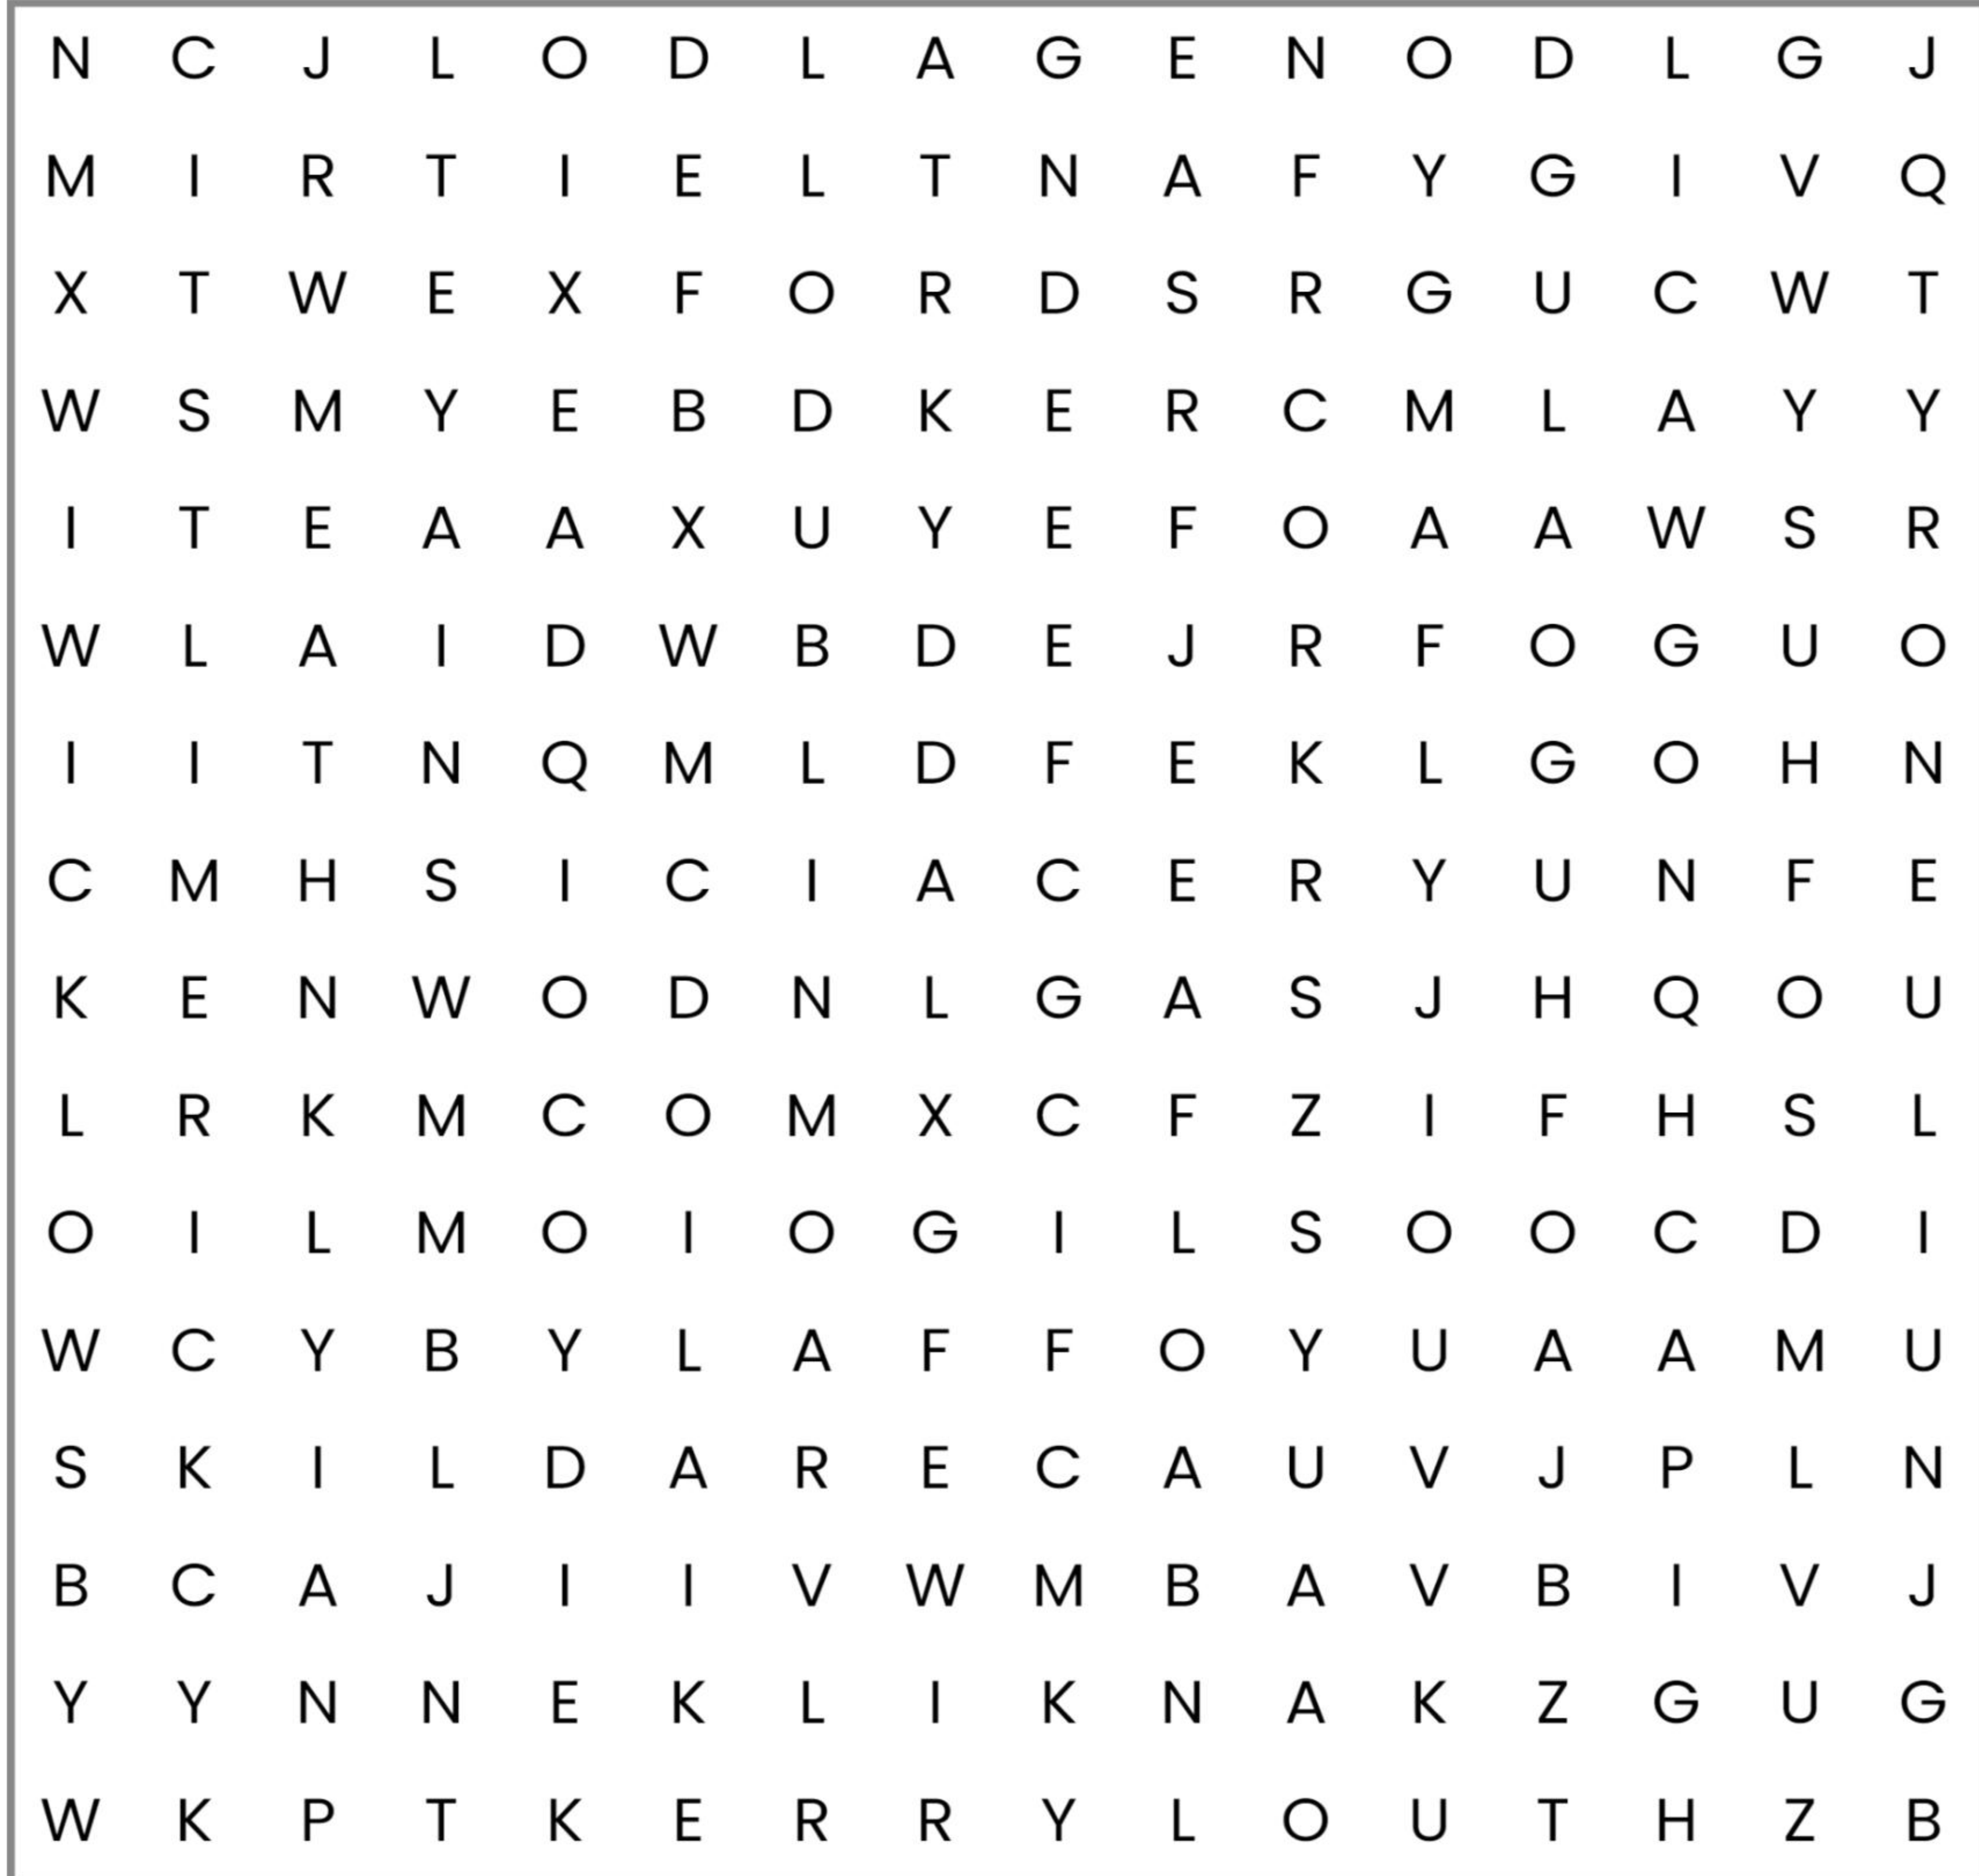 N C J L O D L A G E N O D L G J
M I R T I E L T N A F Y G I V Q
X T W E X F O R D S R G U C W T
W S M Y E B D K E R C M L A Y Y
I T E A A X U Y E F O A A W S R
W L A I D W B D E J R F O G U O
I I T N Q M L D F E K L G O H N
C M H S I C I A C E R Y U N F E
K E N W O D N L G A S J H Q O U
L R K M C O M X C F Z I F H S L
O I L M O I O G I L S O O C D I
W C Y B Y L A F F O Y U A A M U
S K I L D A R E C A U V J P L N
B C A J I I V W M B A V B I V J
Y Y N N E K L I K N A K Z G U G
W K P T K E R R Y L O U T H Z B